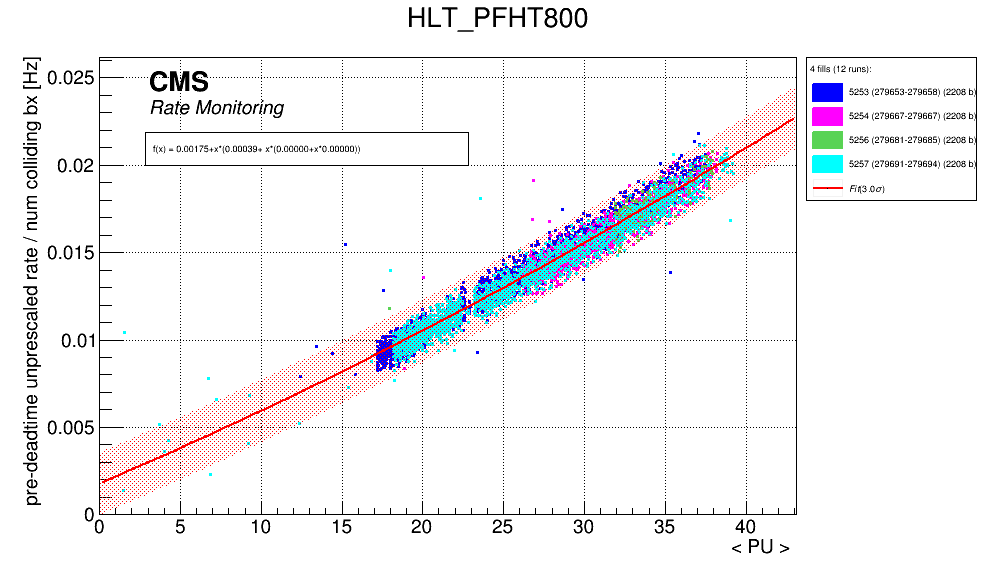 HLT_PFHT800
pre-deadtime unprescaled rate / num colliding bx [Hz]
0.025
0.02
0.015
0.01
0.005
0
CMS
Rate Monitoring
f(x) = 0.00175+x*(0.00039+ x*(0.00000+x*0.00000))
0 5 10 15 20 25 30 35 40
< PU >
4 fills (12 runs):
5253 (279653-279658) (2208 b)
5254 (279667-279667) (2208 b)
5256 (279681-279685) (2208 b)
5257 (279691-279694) (2208 b)
Fit(3.0σ)